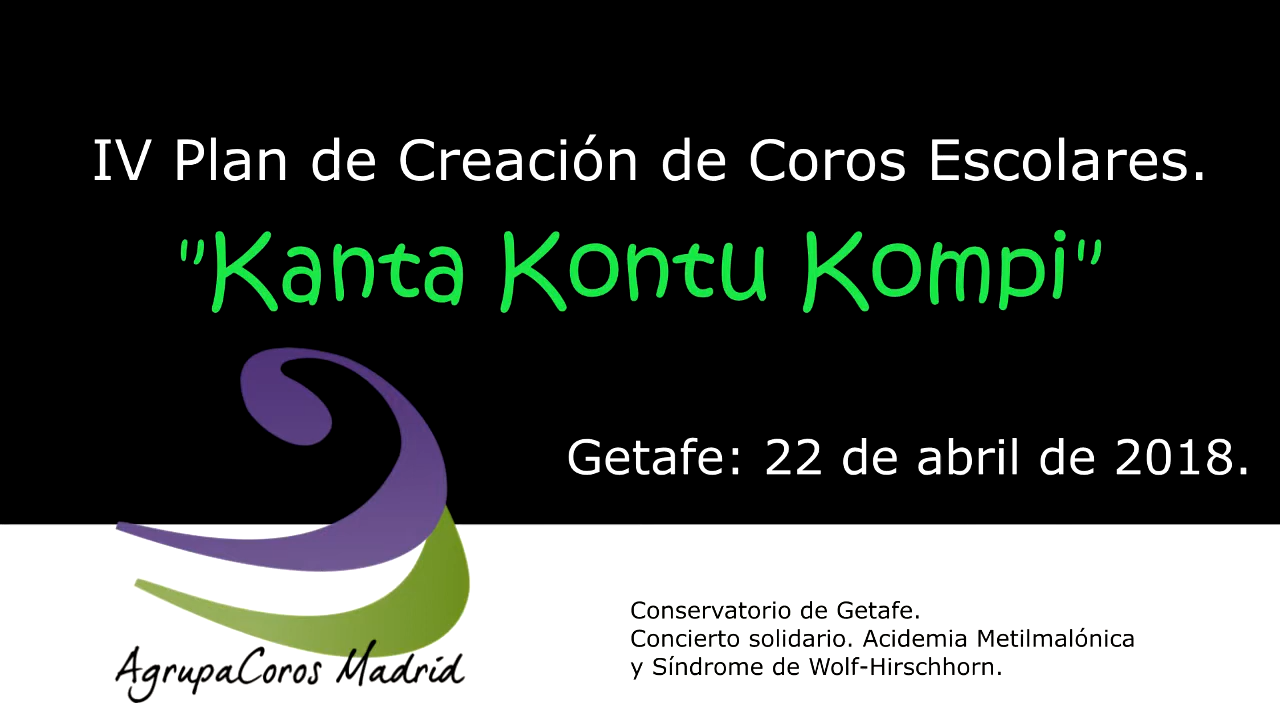 IV Plan de Creación de Coros Escolares.
"Kanta Kontu Kompi"
Getafe: 22 de abril de 2018.
AgrupaCoros Madrid
Conservatorio de Getafe.
Concierto solidario. Acidemia Metilmalónica
y Síndrome de Wolf-Hirschhorn.